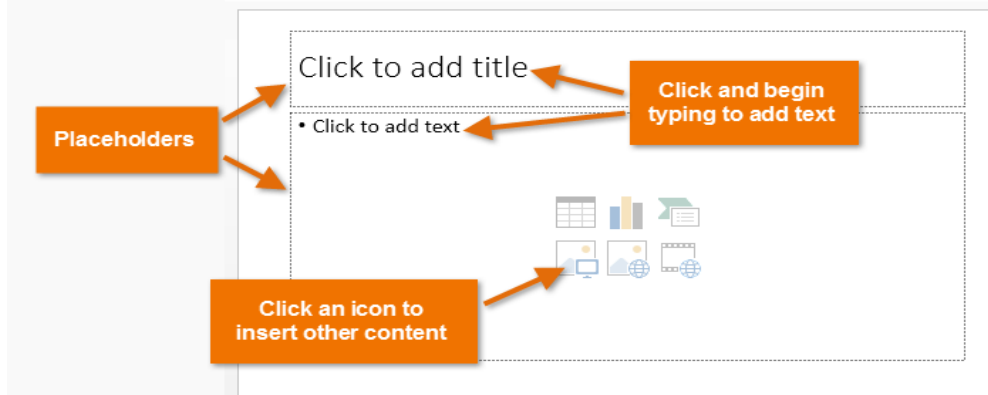 Click to add title
Click and begin
typing to add text
Placeholders
• Click to add text
Click an icon to
insert other content